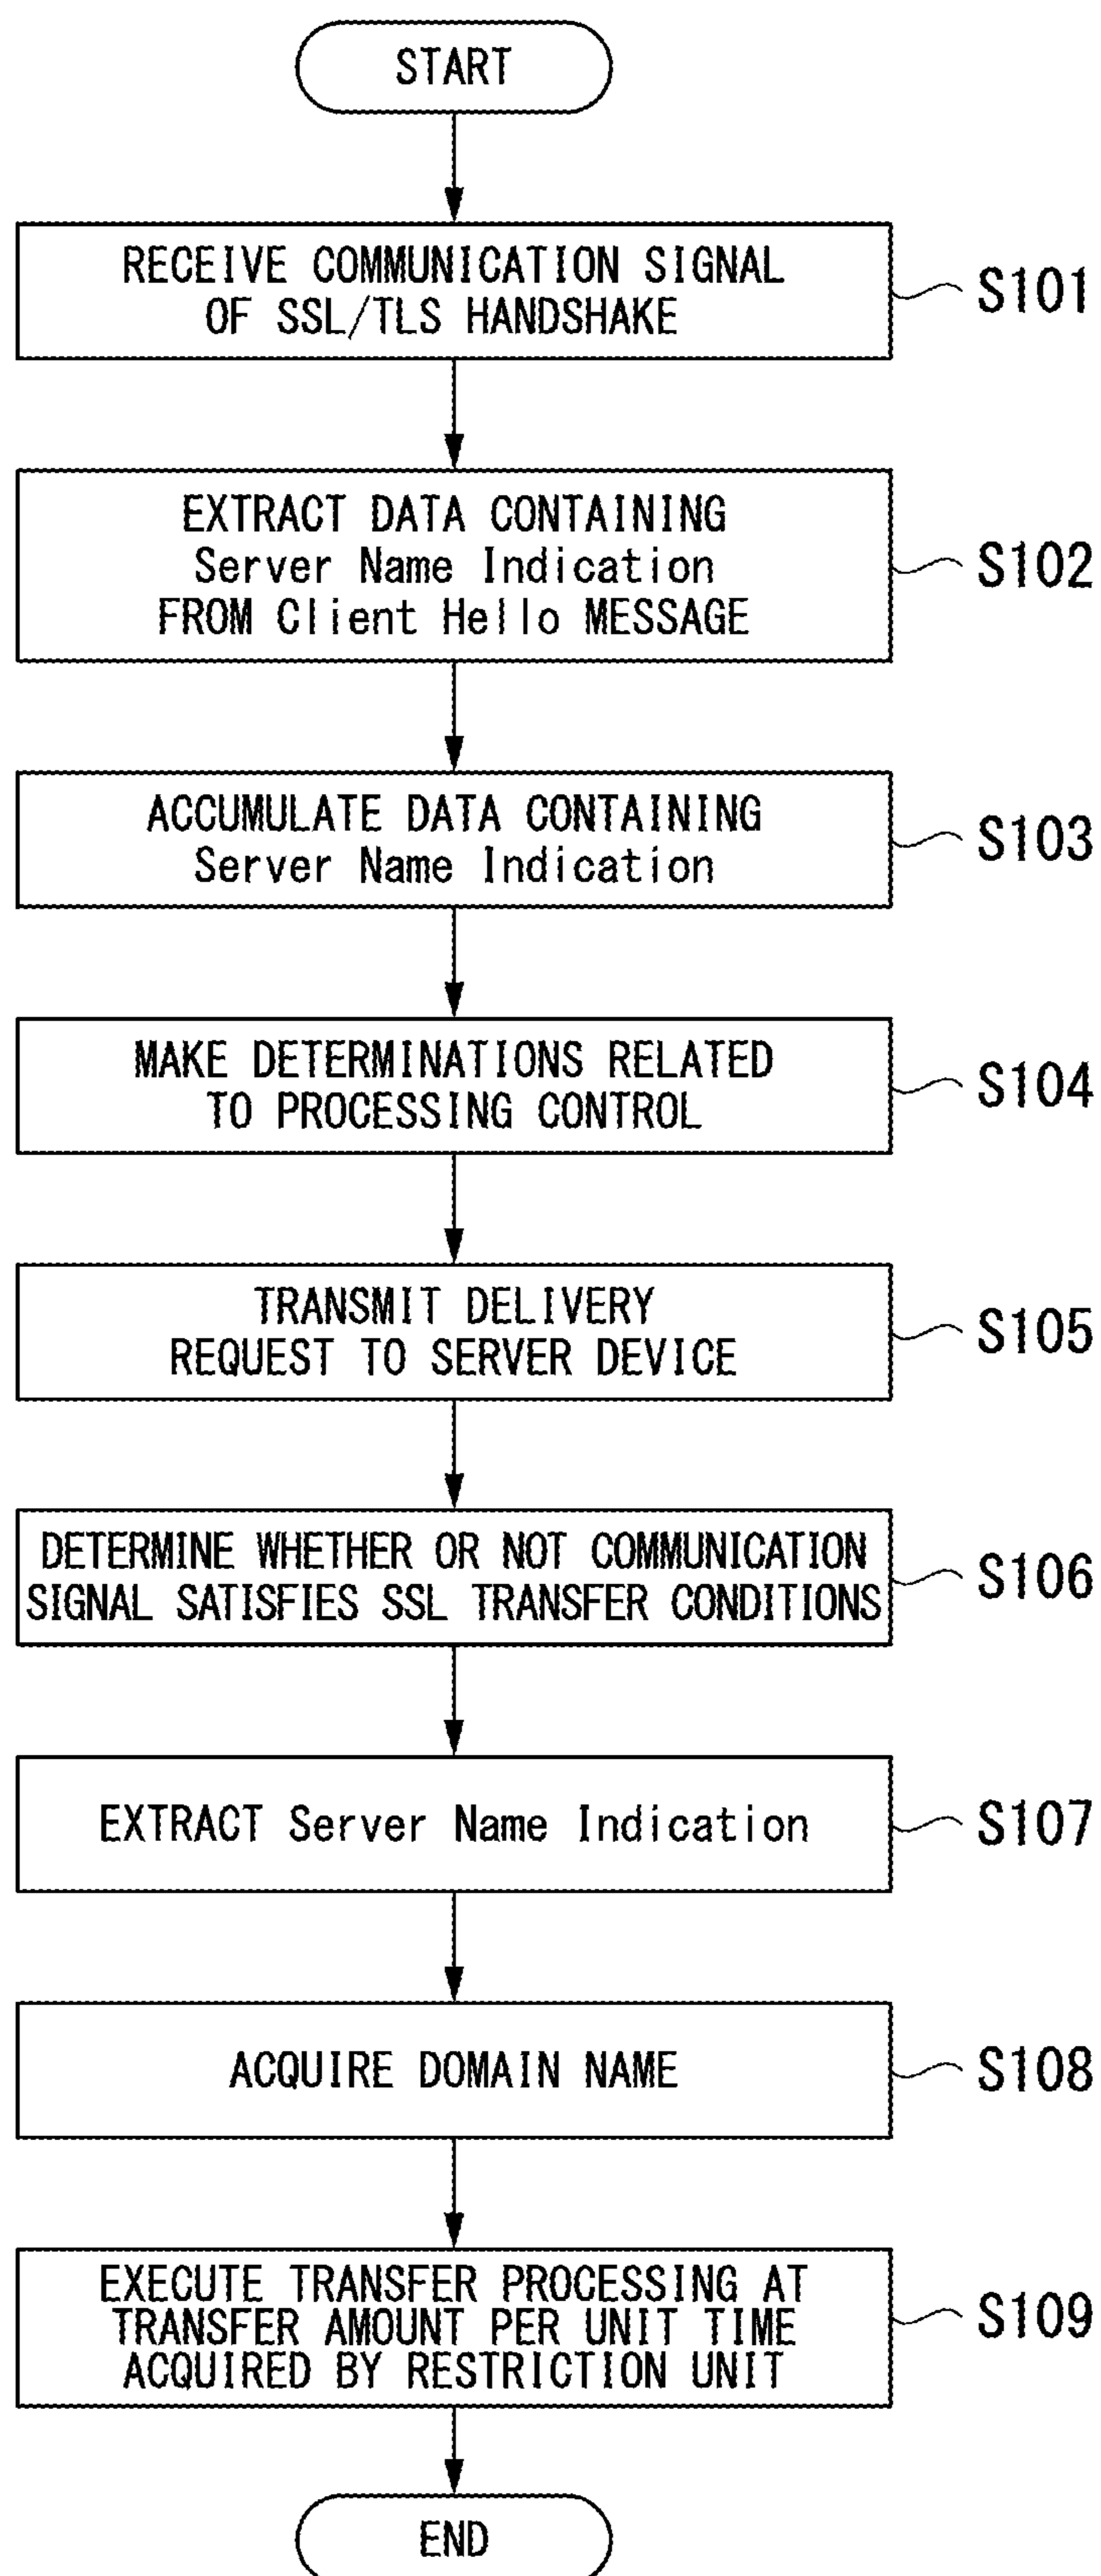 START
RECEIVE COMMUNICATION SIGNAL
OF SSL/TLS HANDSHAKE
S101
EXTRACT DATA CONTAINING
Server Name Indication
FROM Client Hello MESSAGE
S102
ACCUMULATE DATA CONTAINING
Server Name Indication
S103
MAKE DETERMINATIONS RELATED
TO PROCESSING CONTROL
S104
TRANSMIT DELIVERY
REQUEST TO SERVER DEVICE
S105
DETERMINE WHETHER OR NOT COMMUNICATION
SIGNAL SATISFIES SSL TRANSFER CONDITIONS
S106
EXTRACT Server Name Indication
S107
ACQUIRE DOMAIN NAME
S108
EXECUTE TRANSFER PROCESSING AT
TRANSFER AMOUNT PER UNIT TIME
ACQUIRED BY RESTRICTION UNIT
S109
END